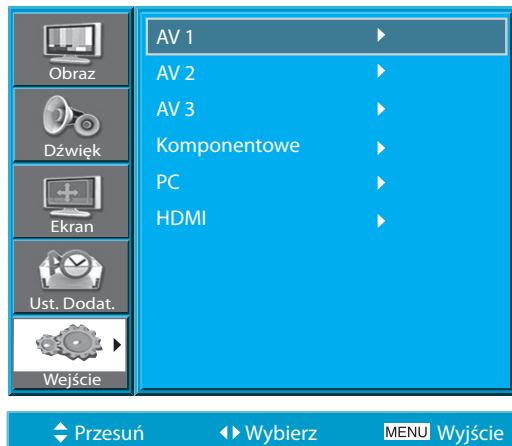 Obraz
Dźwięk
Ekran
Ust. Dodat.
Wejście
AV 1
AV 2
AV 3
Komponentowe
PC
HDMI
Przesuń Wybierz MENU Wyjście